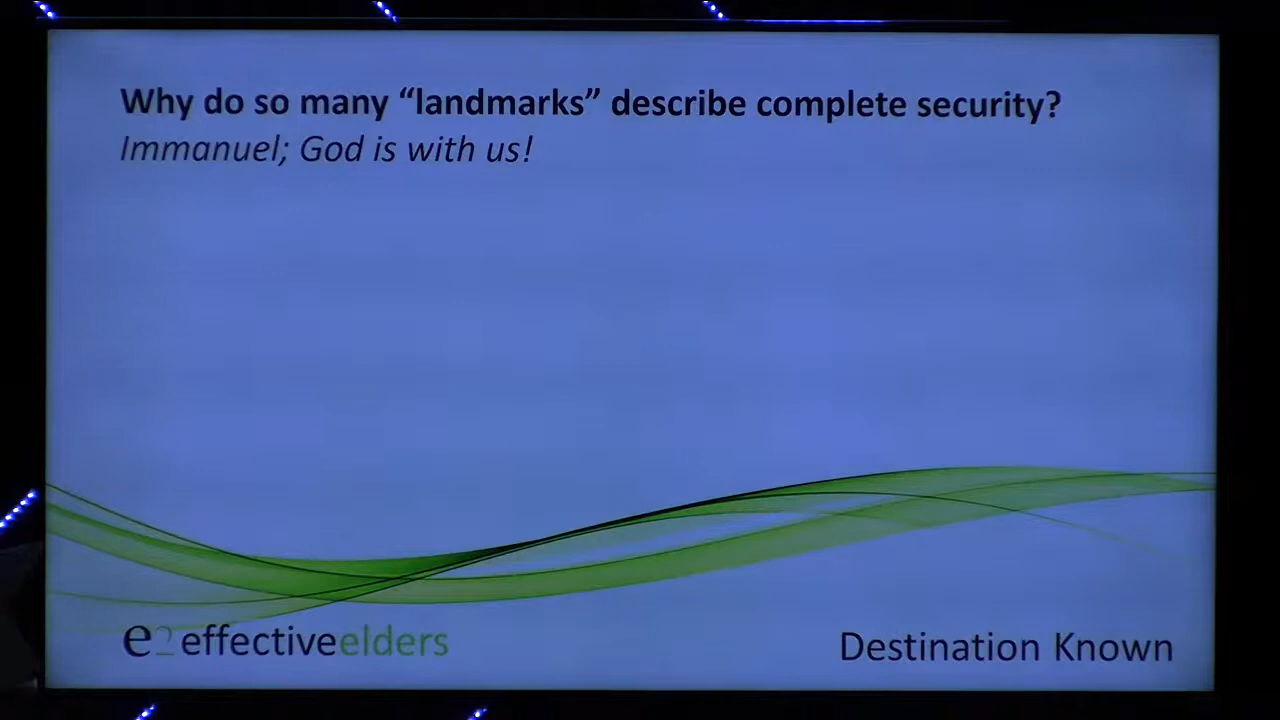 Why do so many “landmarks” describe complete security?
Immanuel; God is with us!
e2 effectiveelders
Destination Known